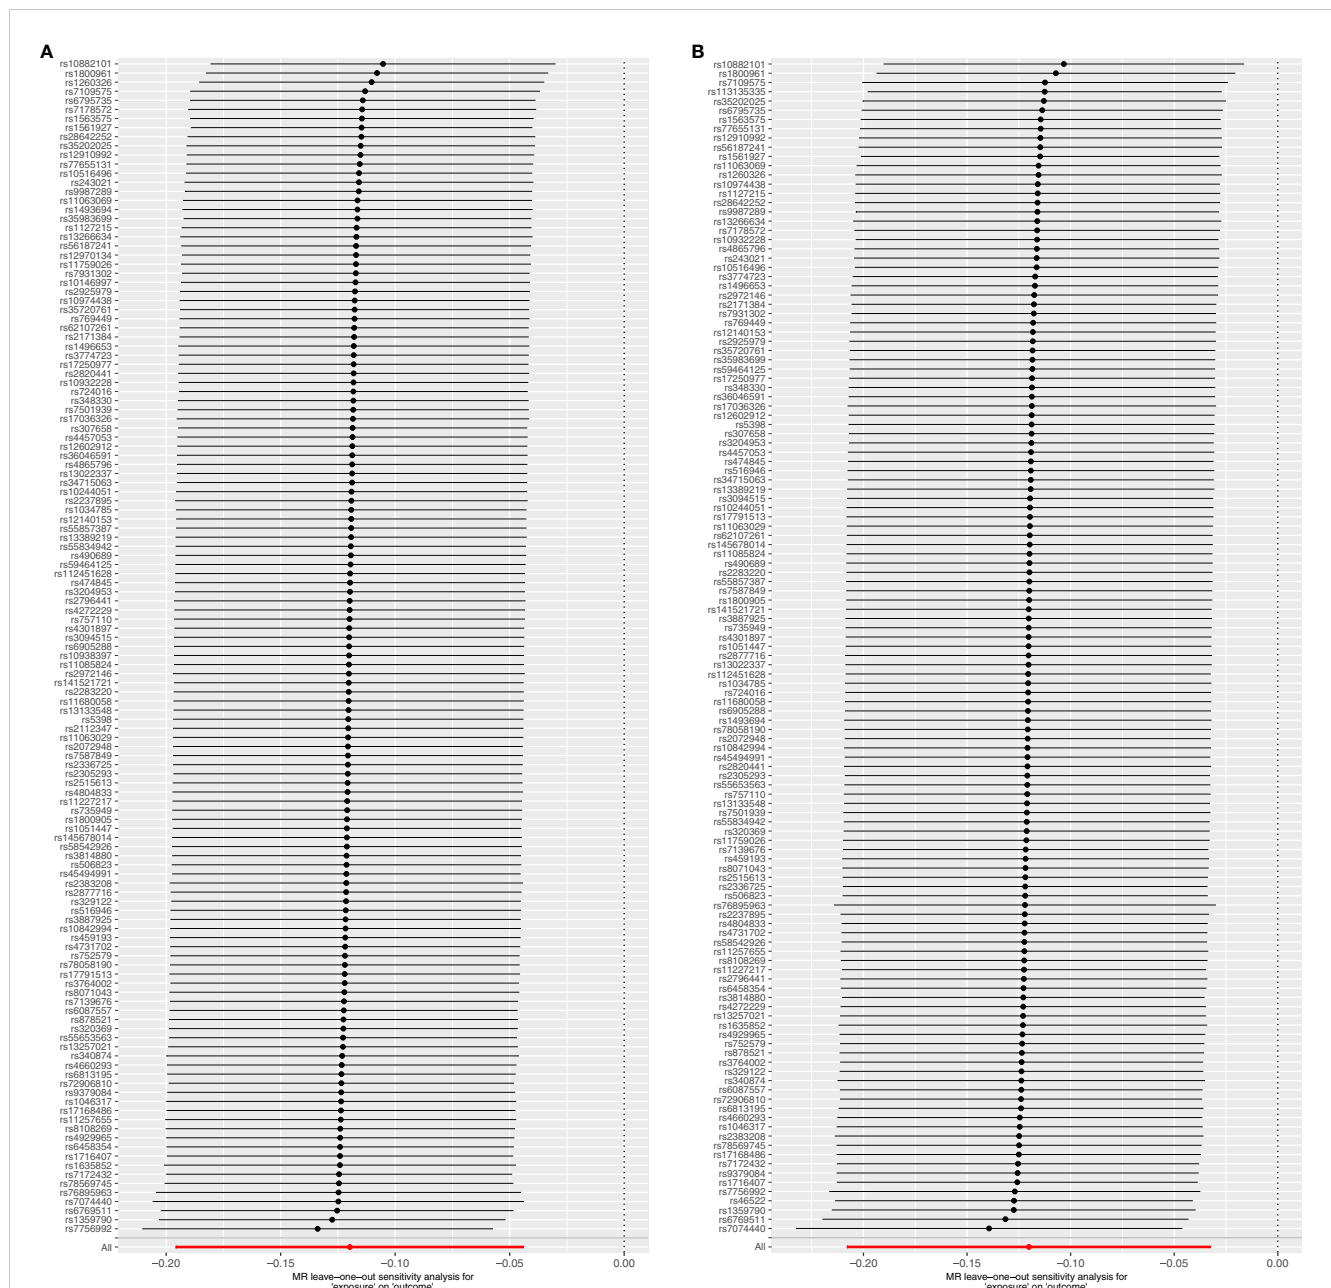 A
rs10882101
rs1800961
rs1260326
rs7109575
rs6795735
rs7178572
rs1563575
rs1561927
rs28642252
rs35202025
rs12910992
rs77655131
rs10516496
rs243021
rs9987289
rs11063069
rs1493694
rs35983699
rs1127215
rs13266634
rs56187241
rs12970134
rs11759026
rs7931302
rs10146997
rs2925979
rs10974438
rs35720761
rs769449
rs62107261
rs2171384
rs1496653
rs3774723
rs17250977
rs2820441
rs10932228
rs724016
rs348330
rs7501939
rs17036326
rs307658
rs4457053
rs12602912
rs36046591
rs4865796
rs13022337
rs34715063
rs10244051
rs2237895
rs1034785
rs12140153
rs55857387
rs13389219
rs55834942
rs490689
rs59464125
rs112451628
rs474845
rs3204953
rs2796441
rs4272229
rs757110
rs4301897
rs3094515
rs6905288
rs10938397
rs11085824
rs2972146
rs141521721
rs2283220
rs11680058
rs13133548
rs5398
rs2112347
rs11063029
rs2072948
rs7587849
rs2336725
rs2305293
rs2515613
rs4804833
rs11227217
rs735949
rs1800905
rs1051447
rs145678014
rs58542926
rs3814880
rs506823
rs45494991
rs2383208
rs2877716
rs329122
rs516946
rs3887925
rs10842994
rs459193
rs4731702
rs752579
rs78058190
rs17791513
rs3764002
rs8071043
rs7139676
rs6087557
rs878521
rs320369
rs55653563
rs13257021
rs340874
rs4660293
rs6813195
rs72906810
rs9379084
rs1046317
rs17168486
rs11257655
rs8108269
rs4929965
rs6458354
rs1716407
rs1635852
rs7172432
rs78569745
rs76895963
rs7074440
rs6769511
rs1359790
rs7756992
All
−0.20 −0.15 −0.10 −0.05 0.00
MR leave−one−out sensitivity analysis for
'exposure' on 'outcome'
B
rs10882101
rs1800961
rs7109575
rs113135335
rs35202025
rs6795735
rs1563575
rs77655131
rs12910992
rs56187241
rs1561927
rs11063069
rs1260326
rs10974438
rs1127215
rs28642252
rs9987289
rs13266634
rs7178572
rs10932228
rs4865796
rs243021
rs10516496
rs3774723
rs1496653
rs2972146
rs2171384
rs7931302
rs769449
rs12140153
rs2925979
rs35720761
rs35983699
rs59464125
rs17250977
rs348330
rs36046591
rs17036326
rs12602912
rs5398
rs307658
rs3204953
rs4457053
rs474845
rs516946
rs34715063
rs13389219
rs3094515
rs10244051
rs17791513
rs11063029
rs62107261
rs145678014
rs11085824
rs490689
rs2283220
rs55857387
rs7587849
rs1800905
rs141521721
rs3887925
rs735949
rs4301897
rs1051447
rs2877716
rs13022337
rs112451628
rs1034785
rs724016
rs11680058
rs6905288
rs1493694
rs78058190
rs2072948
rs10842994
rs45494991
rs2820441
rs2305293
rs55653563
rs757110
rs13133548
rs7501939
rs55834942
rs320369
rs11759026
rs7139676
rs459193
rs8071043
rs2515613
rs2336725
rs506823
rs76895963
rs2237895
rs4804833
rs4731702
rs58542926
rs11257655
rs8108269
rs11227217
rs2796441
rs6458354
rs3814880
rs4272229
rs13257021
rs1635852
rs4929965
rs752579
rs878521
rs3764002
rs329122
rs340874
rs6087557
rs72906810
rs6813195
rs4660293
rs1046317
rs2383208
rs78569745
rs17168486
rs7172432
rs9379084
rs1716407
rs7756992
rs46522
rs1359790
rs6769511
rs7074440
All
−0.20 −0.15 −0.10 −0.05 0.00
MR leave−one−out sensitivity analysis for
'exposure' on 'outcome'